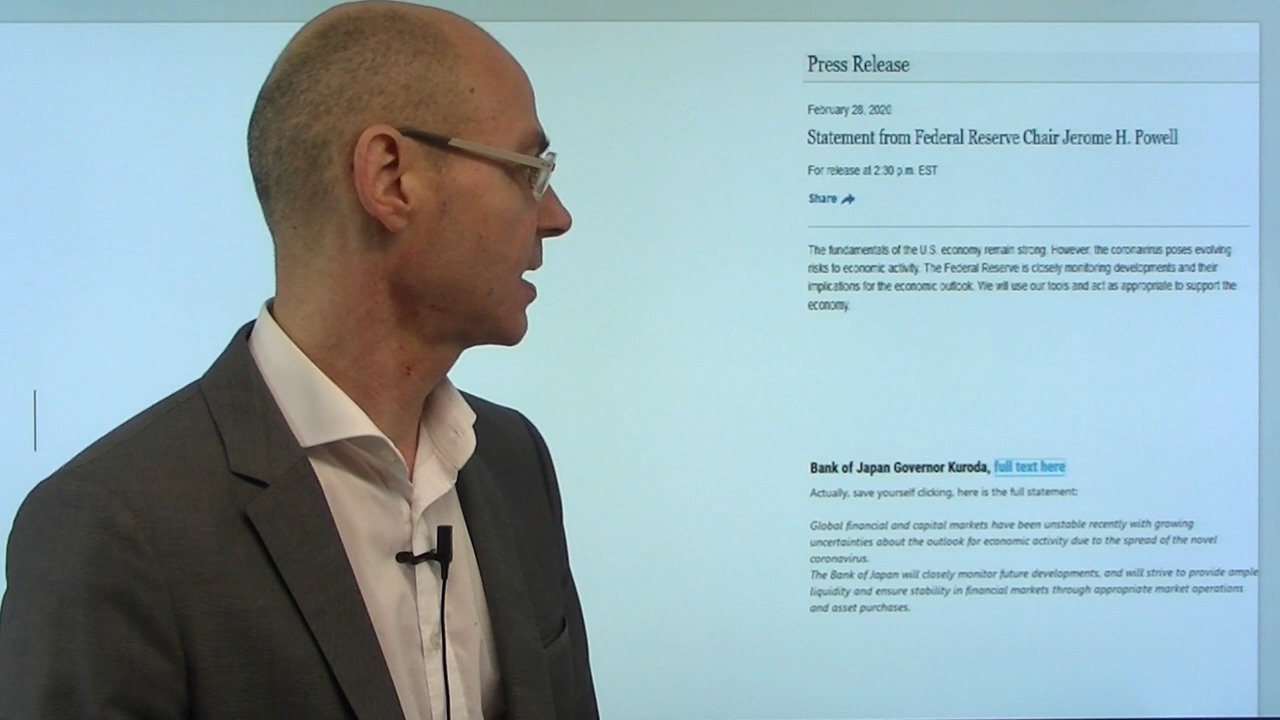 Press Release
February 28, 2020
Statement from Federal Reserve Chair Jerome H. Powell
For release at 2:30 p.m. EST
Share
The fundamentals of the U.S. economy remain strong. However, the coronavirus poses evolving
risks to economic activity. The Federal Reserve is closely monitoring developments and their
implications for the economic outlook. We will use our tools and act as appropriate to support the
economy.
Bank of Japan Governor Kuroda, full text here
Actually, save yourself clicking, here is the full statement:
Global financial and capital markets have been unstable recently with growing
uncertainties about the outlook for economic activity due to the spread of the novel
coronavirus.
The Bank of Japan will closely monitor future developments, and will strive to provide ample
liquidity and ensure stability in financial markets through appropriate market operations
and asset purchases.